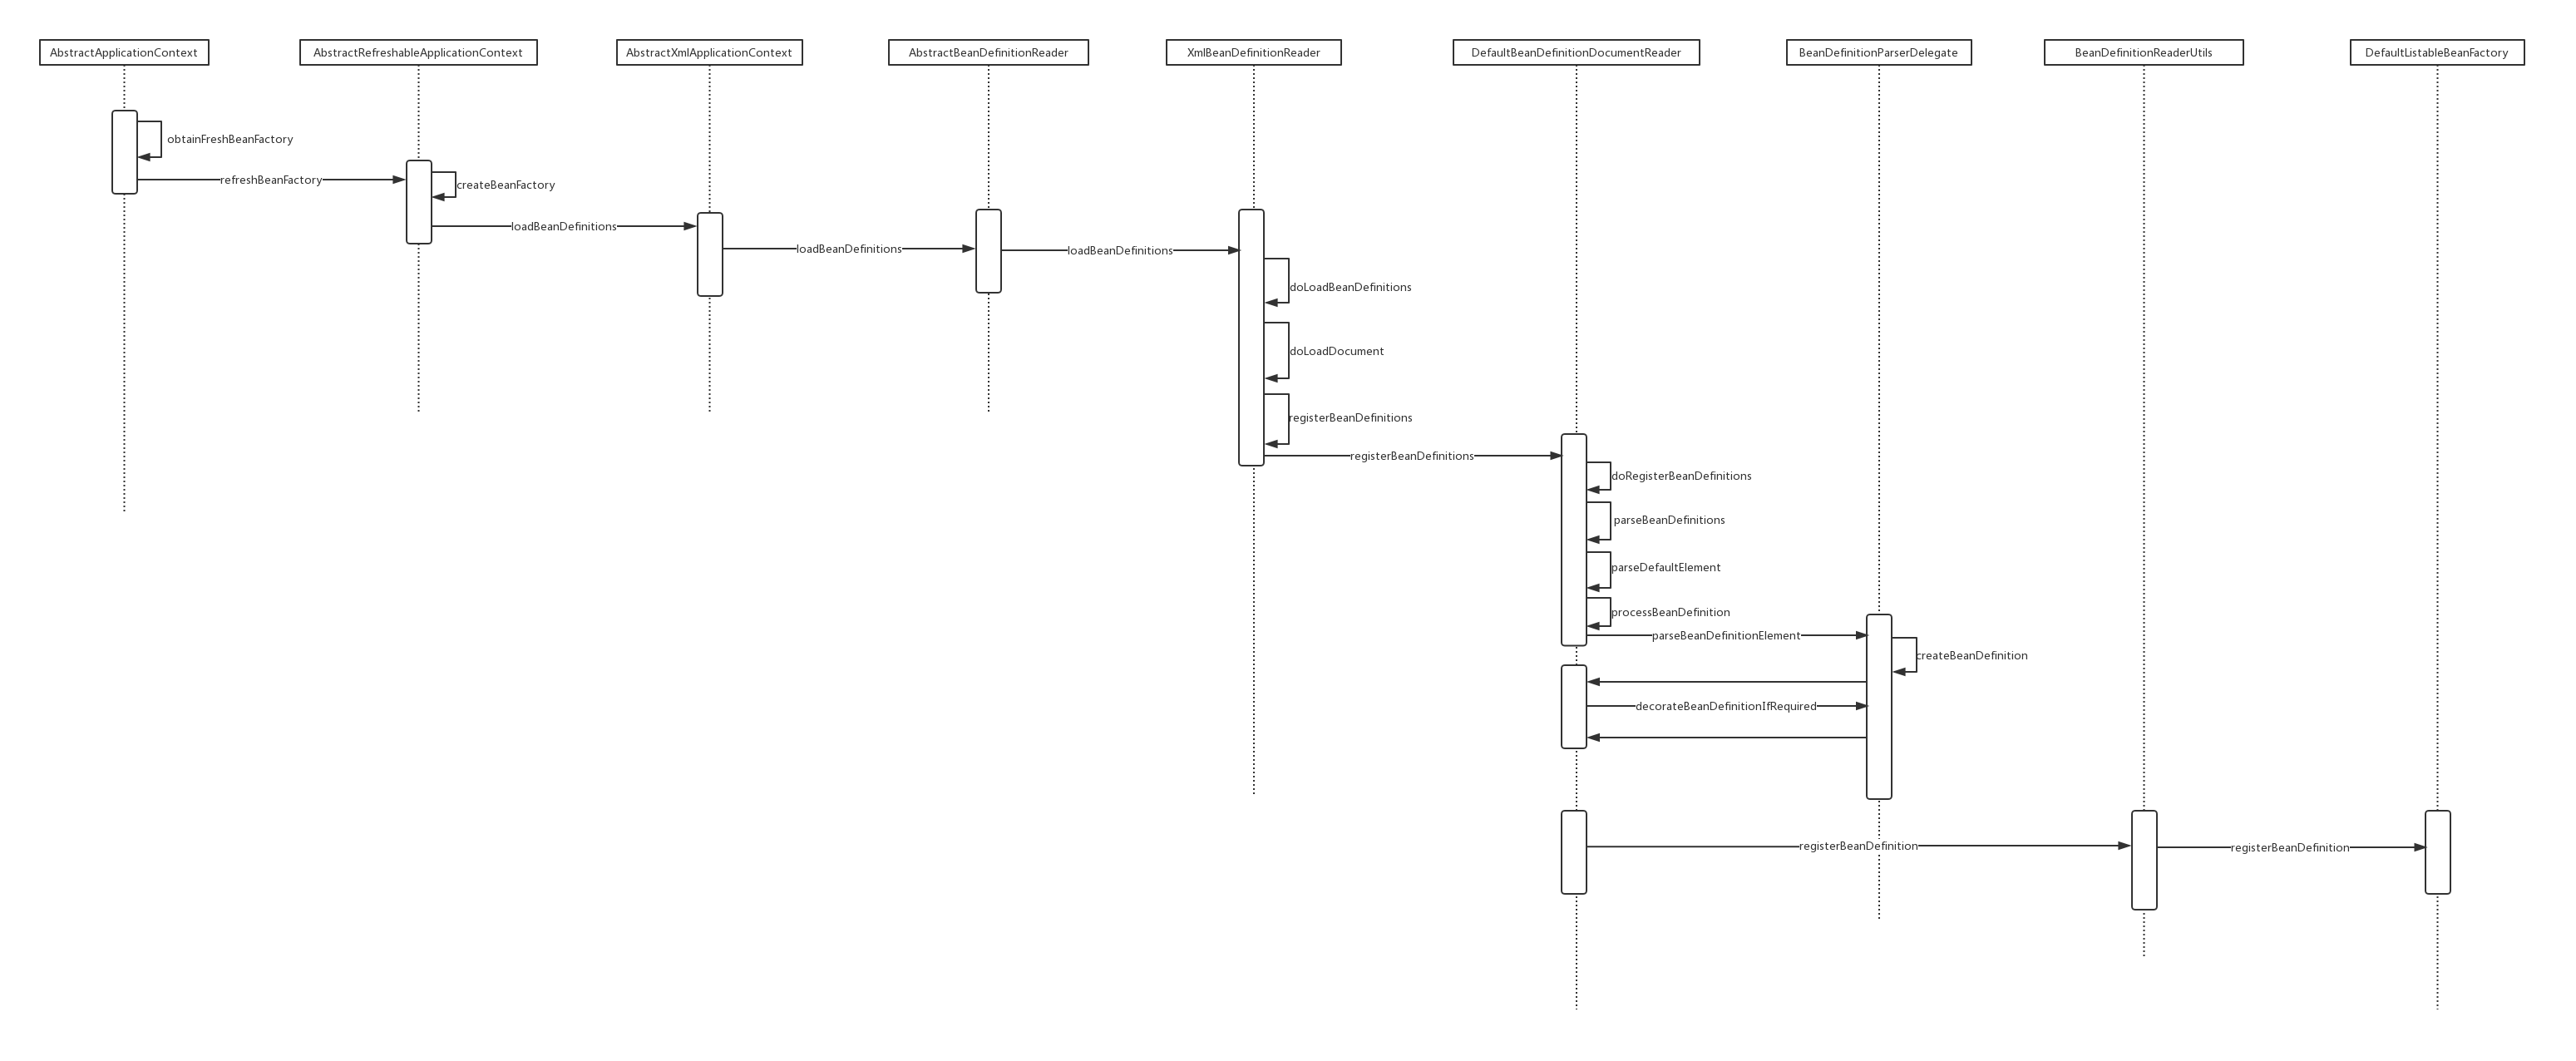 AbstractApplicationContext
AbstractRefreshableApplicationContext
AbstractXmlApplicationContext
AbstractBeanDefinitionReader
XmlBeanDefinitionReader
DefaultBeanDefinitionDocumentReader
BeanDefinitionParserDelegate
BeanDefinitionReaderUtils
DefaultListableBeanFactory
obtainFreshBeanFactory
refreshBeanFactory
createBeanFactory
loadBeanDefinitions
loadBeanDefinitions
loadBeanDefinitions
doLoadBeanDefinitions
doLoadDocument
registerBeanDefinitions
registerBeanDefinitions
doRegisterBeanDefinitions
parseBeanDefinitions
parseDefaultElement
processBeanDefinition
parseBeanDefinitionElement
createBeanDefinition
decorateBeanDefinitionIfRequired
registerBeanDefinition
registerBeanDefinition